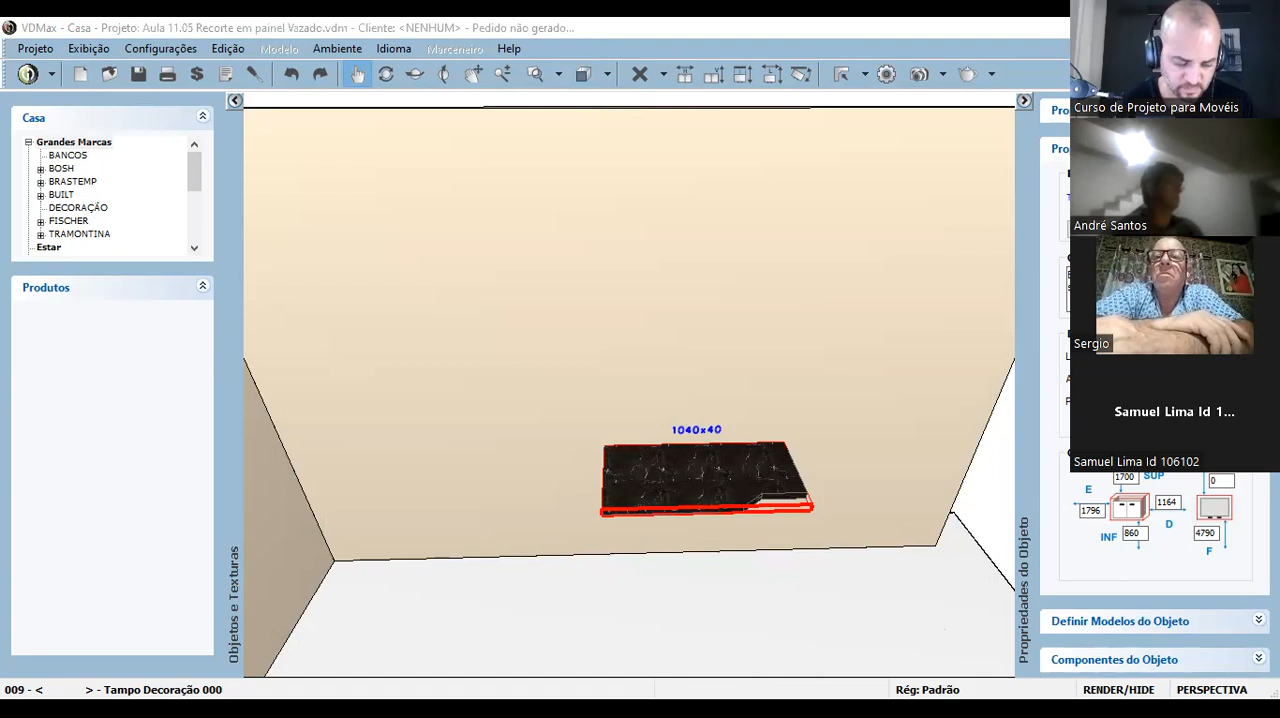 VDMax - Casa - Projeto: Aula 11.05 Recorte em painel Vazado.vdm - Cliente: <NENHUM> - Pedido não gerado...
Projeto Exibição Configurações Edição Modelo Ambiente Idioma Marceneiro Help
Casa
Grandes Marcas
BANCOS
BOSH
BRASTEMP
BUILT
DECORAÇÃO
FISCHER
TRAMONTINA
Estar
Produtos
Objetos e Texturas
1040x40
Propriedades do Objeto
Curso de Projeto para Movéis
André Santos
Sergio
Samuel Lima Id 1...
Samuel Lima Id 106102
1700 SUP
0
E
1796
1164
D
INF
860
4790
F
Definir Modelos do Objeto
Componentes do Objeto
009 - < > - Tampo Decoração 000
Rég: Padrão
RENDER/HIDE
PERSPECTIVA